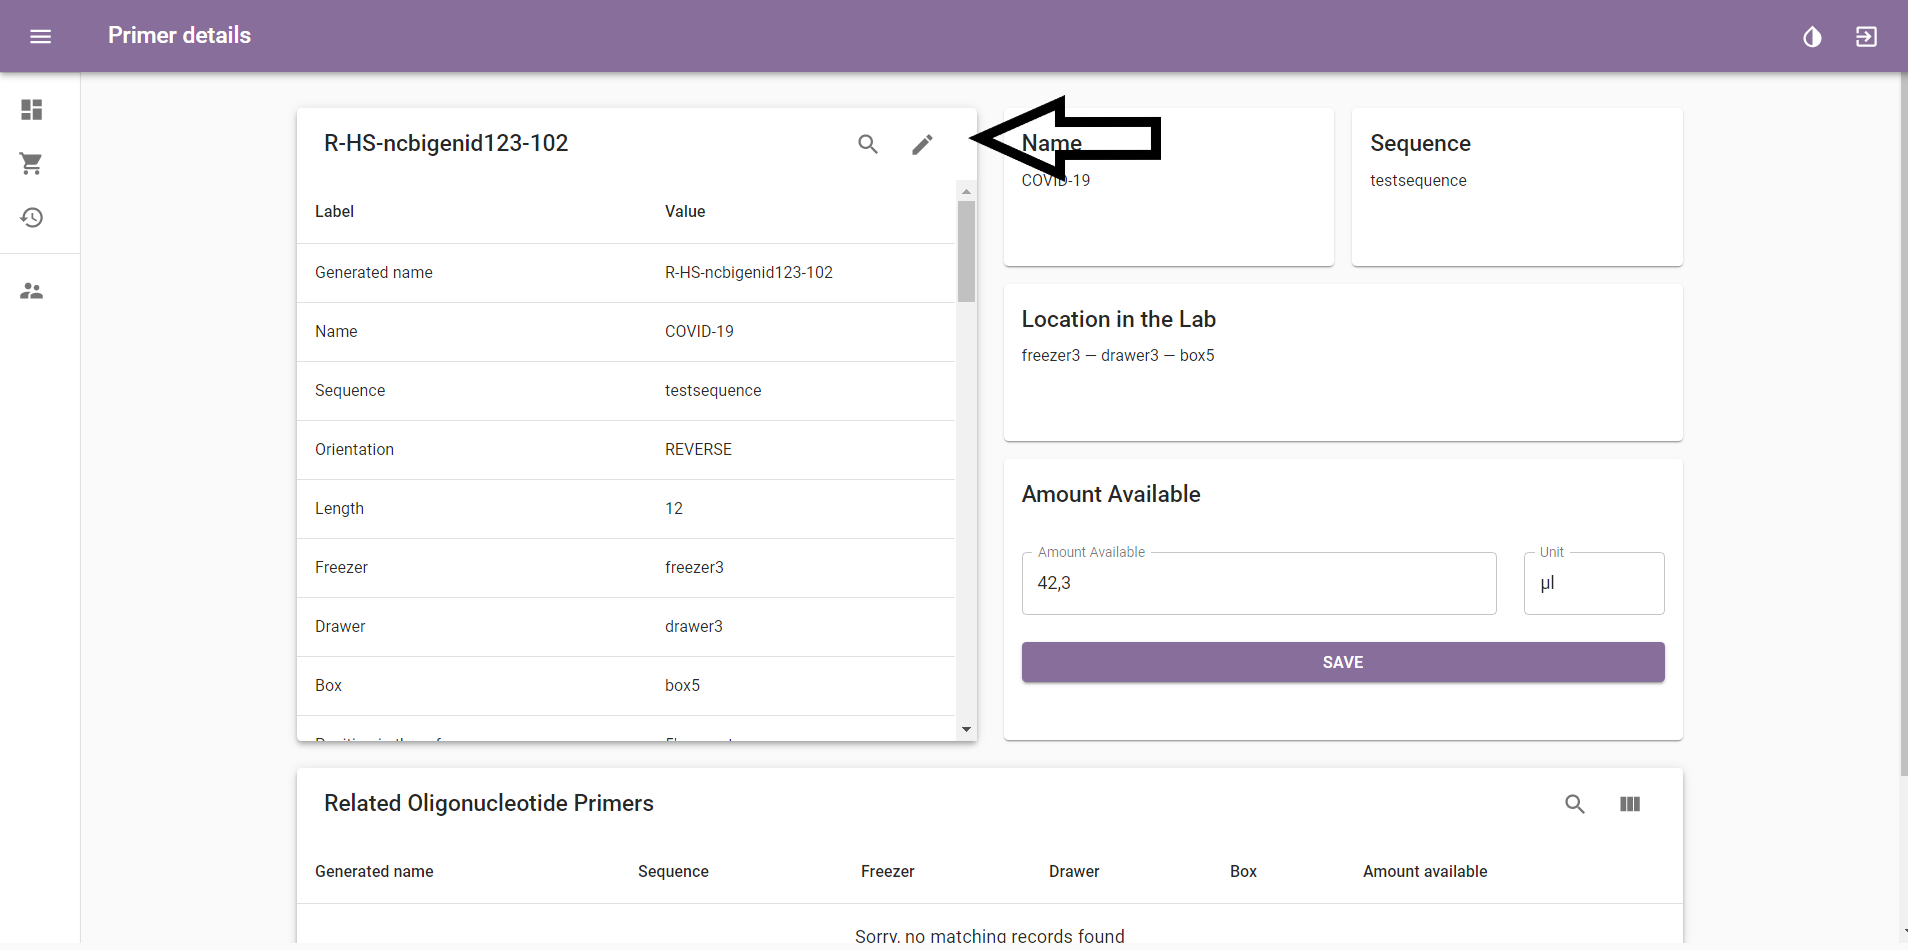 Primer details
R-HS-ncbigenid123-102
Label Value
Generated name R-HS-ncbigenid123-102
Name COVID-19
Sequence testsequence
Orientation REVERSE
Length 12
Freezer freezer3
Drawer drawer3
Box box5
Name
COVID-19
Sequence
testsequence
Location in the Lab
freezer3 — drawer3 — box5
Amount Available
Amount Available Unit
42,3 µl
SAVE
Related Oligonucleotide Primers
Generated name Sequence Freezer Drawer Box Amount available
Sorry, no matching records found